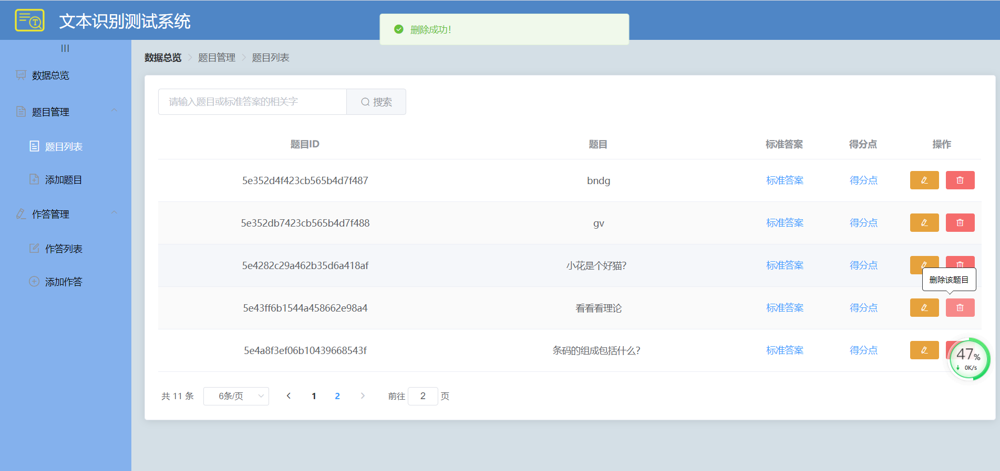 文本识别测试系统
删除成功！
数据总览
题目管理
题目列表
添加题目
作答管理
作答列表
添加作答
数据总览 题目管理 题目列表
请输入题目或标准答案的相关字 搜索
题目ID 题目 标准答案 得分点 操作
5e352d4f423cb565b4d7f487 bndg 标准答案 得分点
5e352db7423cb565b4d7f488 gv 标准答案 得分点
5e4282c29a462b35d6a418af 小花是个好猫？ 标准答案 得分点
删除该题目
5e43ff6b1544a458662e98a4 看看看理论 标准答案 得分点
5e4a8f3ef06b10439668543f 条码的组成包括什么？ 标准答案 得分点
47%
0K/s
共 11 条 6条/页 1 2 前往 2 页